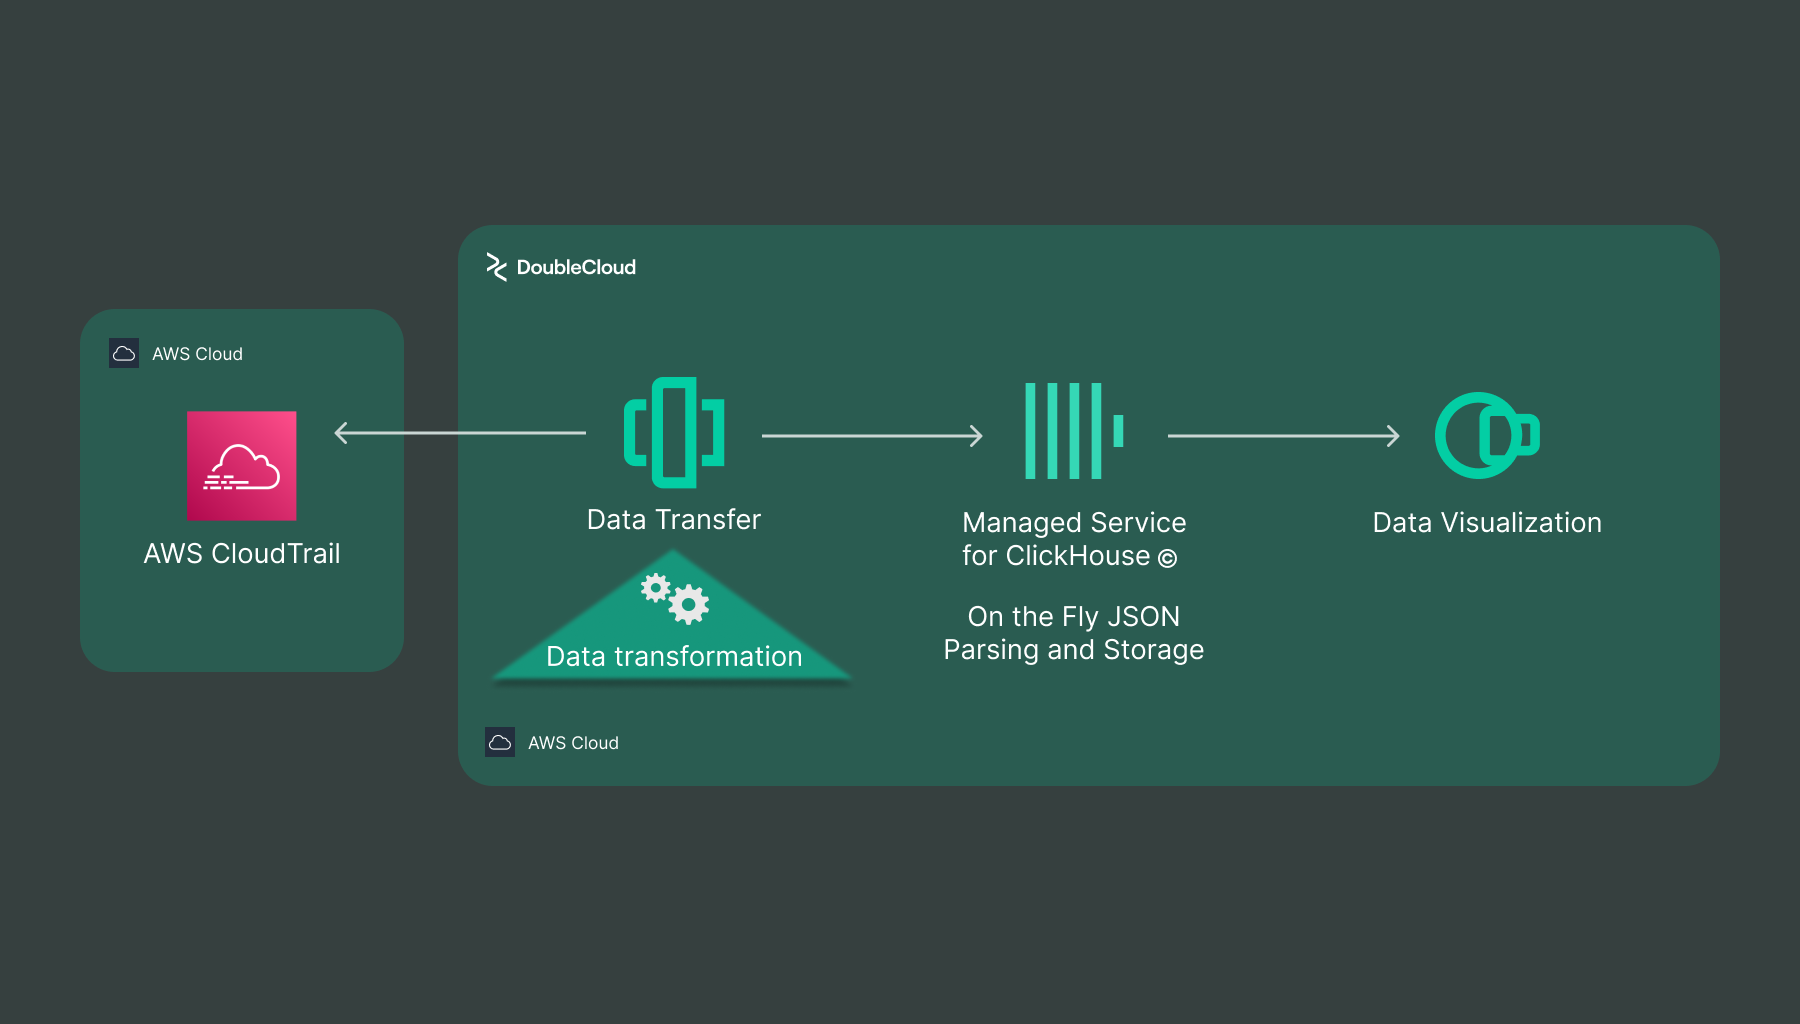 DoubleCloud
AWS Cloud
AWS CloudTrail
Data Transfer
Data transformation
Managed Service
for ClickHouse ©
On the Fly JSON
Parsing and Storage
Data Visualization
AWS Cloud